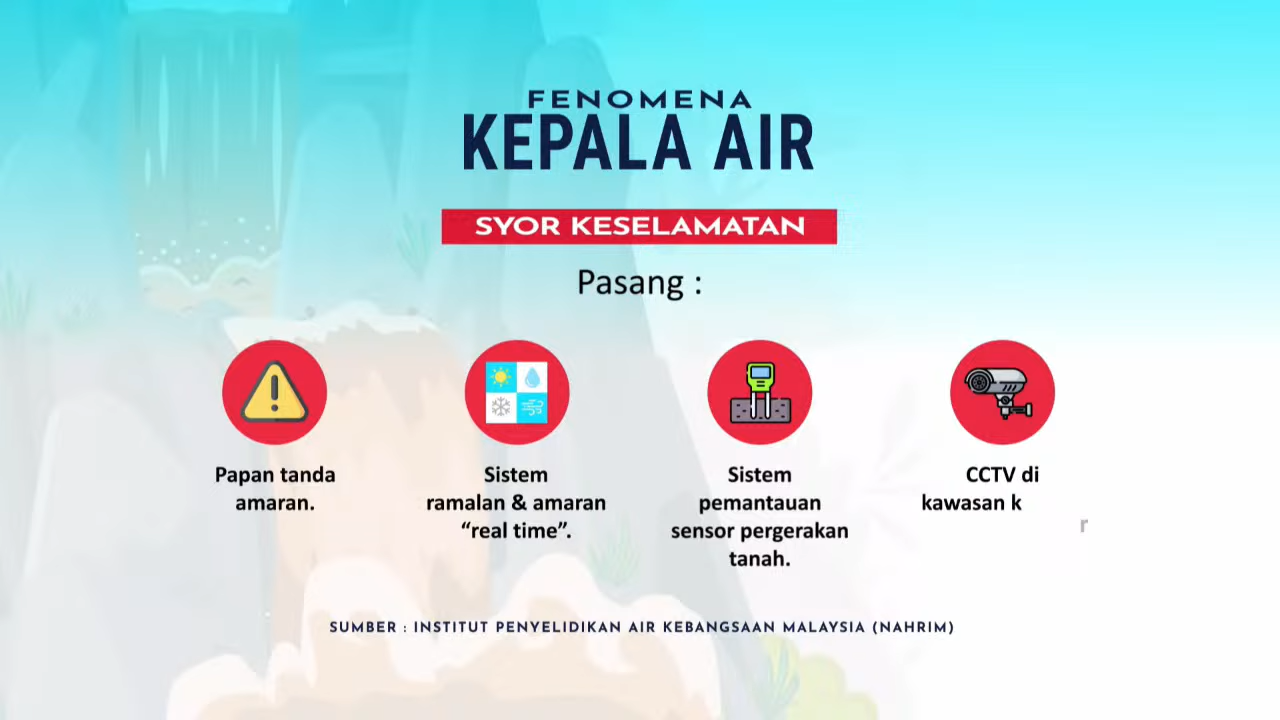 FENOMENA
KEPALA AIR
SYOR KESELAMATAN
Pasang :
Papan tanda
amaran.
Sistem
ramalan & amaran
“real time”.
Sistem
pemantauan
sensor pergerakan
tanah.
CCTV di
kawasan k
r
SUMBER : INSTITUT PENYELIDIKAN AIR KEBANGSAAN MALAYSIA (NAHRIM)